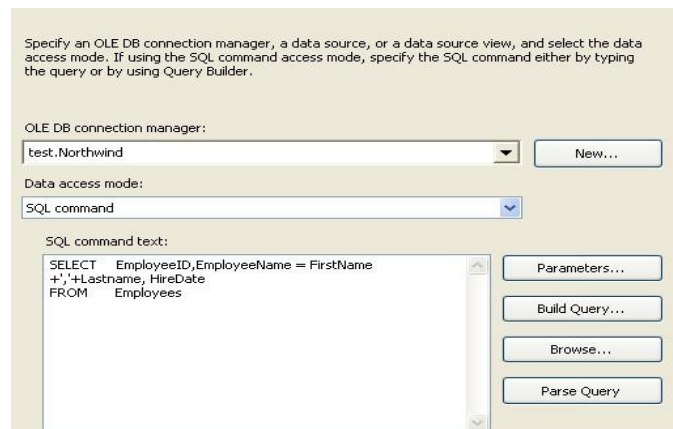 Specify an OLE DB connection manager, a data source, or a data source view, and select the data
access mode. If using the SQL command access mode, specify the SQL command either by typing
the query or by using Query Builder.
OLE DB connection manager:
test.Northwind
New...
Data access mode:
SQL command
SQL command text:
SELECT EmployeeID,EmployeeName = FirstName
+','+Lastname, HireDate
FROM Employees
Parameters...
Build Query...
Browse...
Parse Query